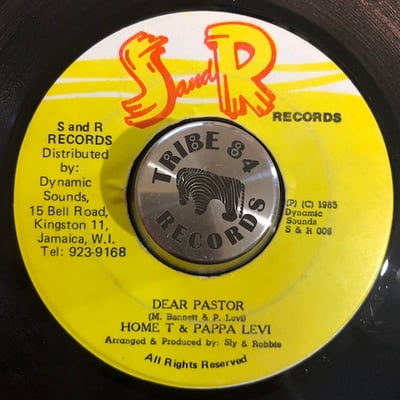 S and R
RECORDS
S and R
RECORDS
Distributed
by:
Dynamic
Sounds,
15 Bell Road,
Kingston 11,
Jamaica, W.I.
Tel: 923-9168
TRIBE 84
RECORDS
(P) (C) 1985
Dynamic
Sounds
S & R 006
DEAR PASTOR
(M. Bennett & P. Levi)
HOME T & PAPPA LEVI
Arranged & Produced by: Sly & Robbie
All Rights Reserved